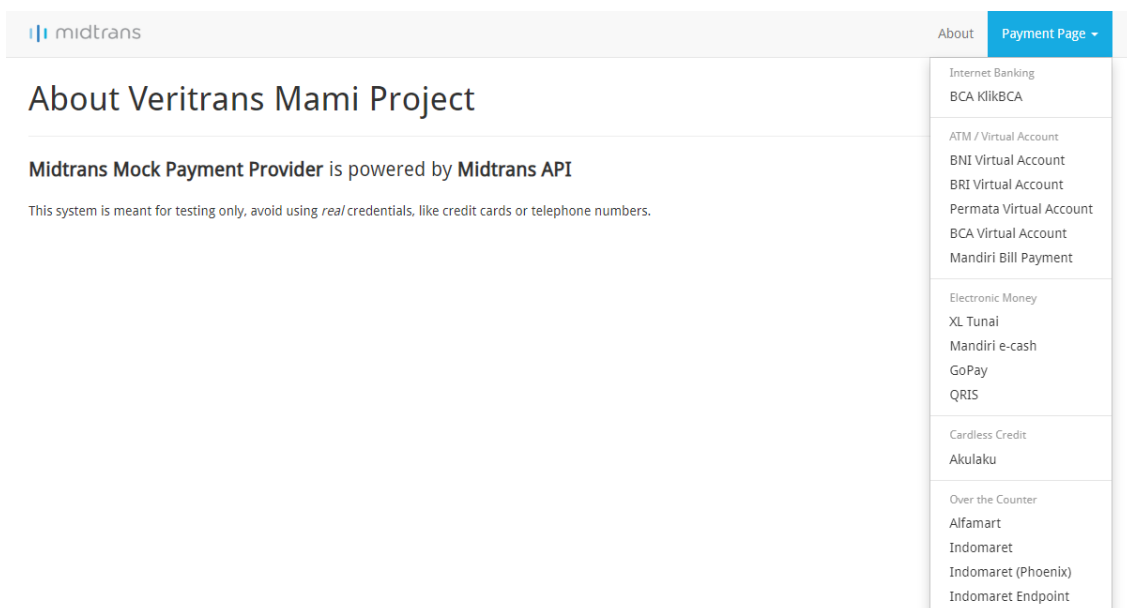 midtrans
About
Payment Page
About Veritrans Mami Project
Midtrans Mock Payment Provider is powered by Midtrans API
This system is meant for testing only, avoid using real credentials, like credit cards or telephone numbers.
Internet Banking
BCA KlikBCA
ATM / Virtual Account
BNI Virtual Account
BRI Virtual Account
Permata Virtual Account
BCA Virtual Account
Mandiri Bill Payment
Electronic Money
XL Tunai
Mandiri e-cash
GoPay
QRIS
Cardless Credit
Akulaku
Over the Counter
Alfamart
Indomaret
Indomaret (Phoenix)
Indomaret Endpoint